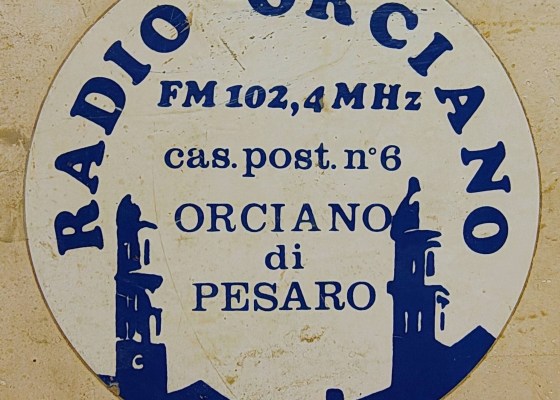 RADIO ORCIANO
FM 102,4 MHz
cas.post.n°6
ORCIANO
di
PESARO